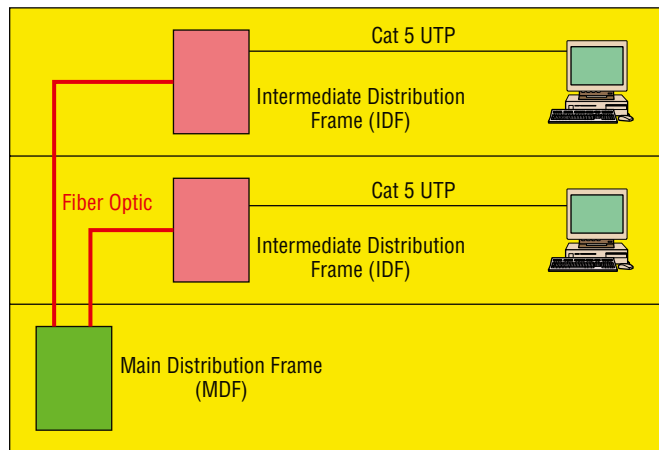 Cat 5 UTP
Intermediate Distribution
Frame (IDF)
Fiber Optic
Cat 5 UTP
Intermediate Distribution
Frame (IDF)
Main Distribution Frame
(MDF)